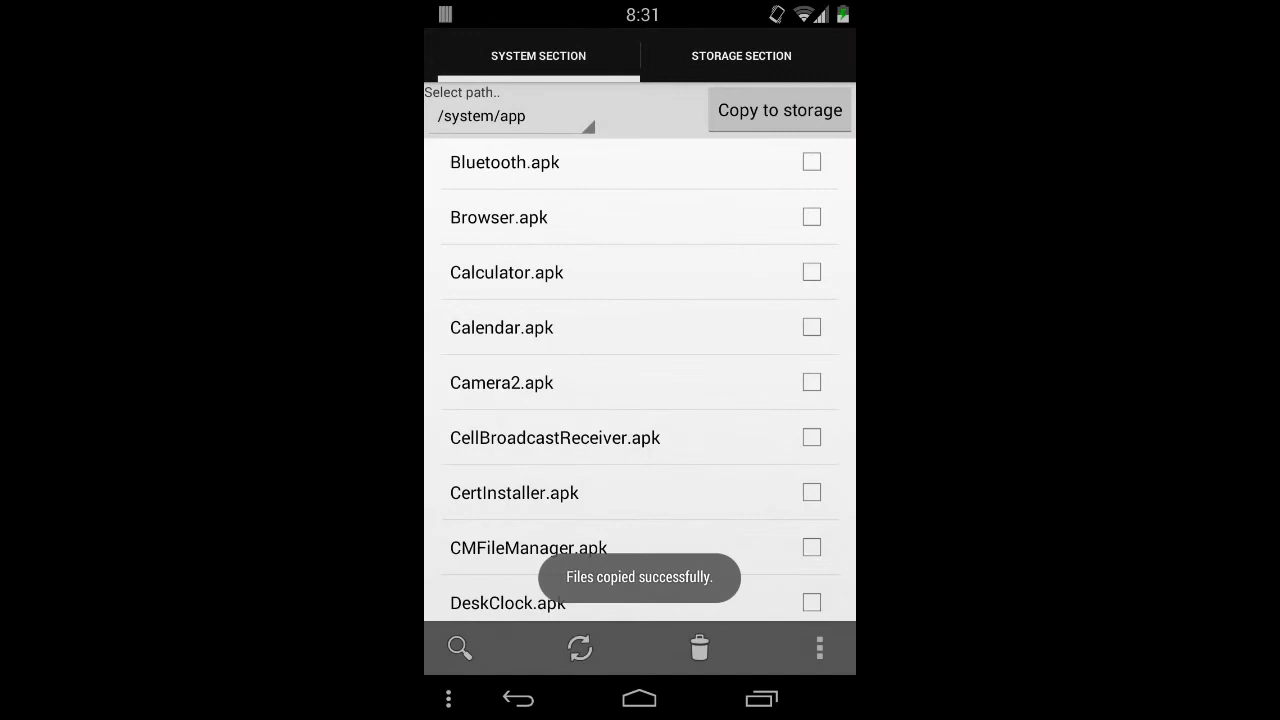 8:31
SYSTEM SECTION
STORAGE SECTION
Select path..
/system/app
Copy to storage
Bluetooth.apk
Browser.apk
Calculator.apk
Calendar.apk
Camera2.apk
CellBroadcastReceiver.apk
CertInstaller.apk
CMFileManager.apk
Files copied successfully.
DeskClock.apk